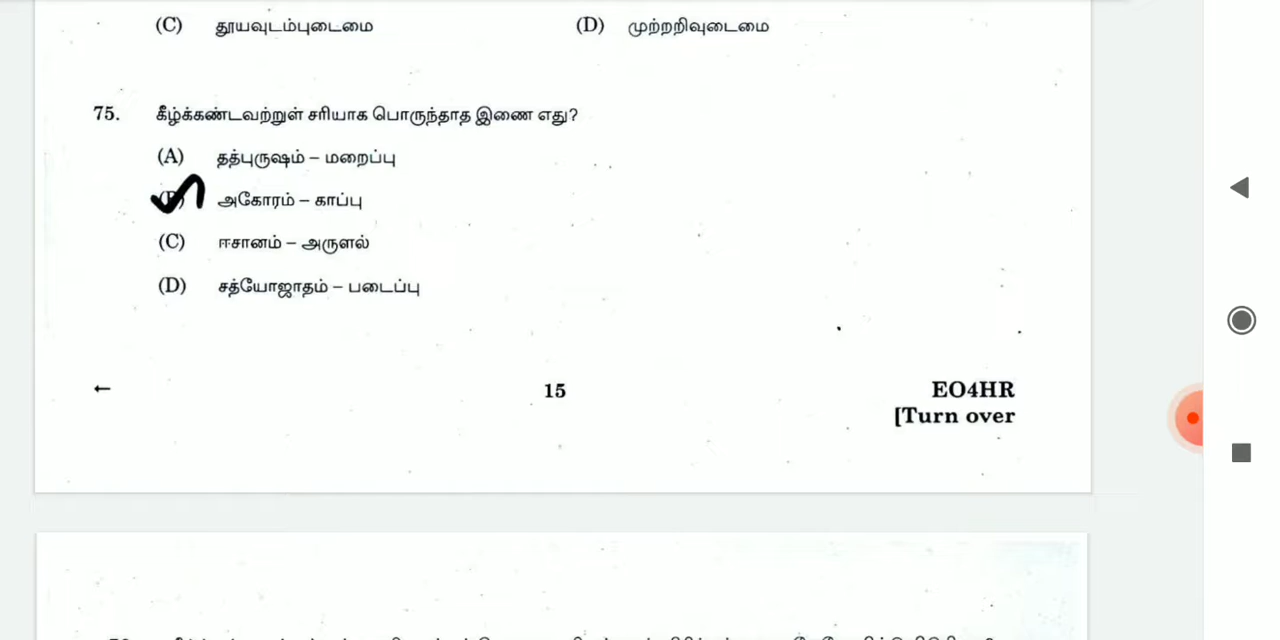 (C) தூயவுடம்புடைமை (D) முற்றறிவுடைமை
75. கீழ்க்கண்டவற்றுள் சரியாக பொருந்தாத இணை எது?
(A) தத்புருஷம் – மறைப்பு
அகோரம் – காப்பு
(C) ஈசானம் – அருளல்
(D) சத்யோஜாதம் – படைப்பு
← 15 EO4HR
[Turn over